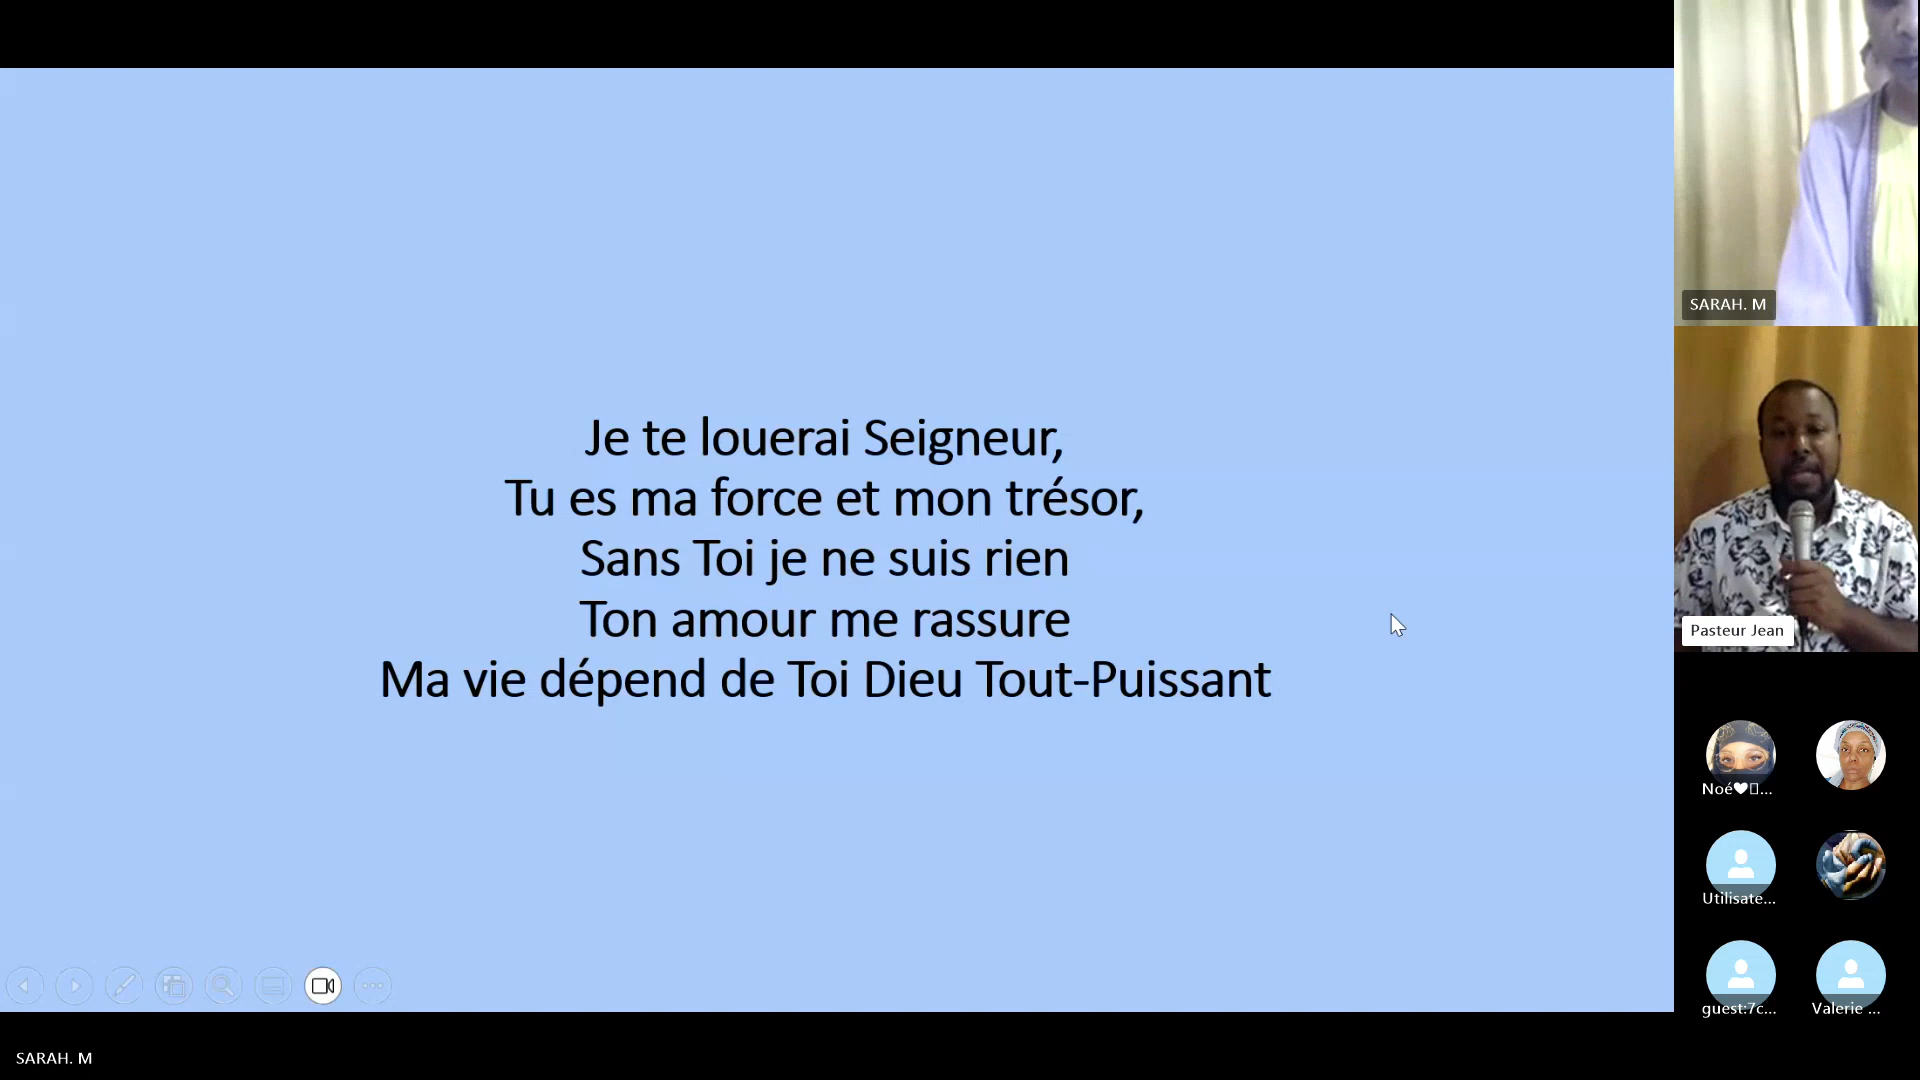 Je te louerai Seigneur,
Tu es ma force et mon trésor,
Sans Toi je ne suis rien
Ton amour me rassure
Ma vie dépend de Toi Dieu Tout-Puissant
SARAH. M
Pasteur Jean
Noé🤍▯...
Utilisate...
guest:7c...
Valerie ...
SARAH. M